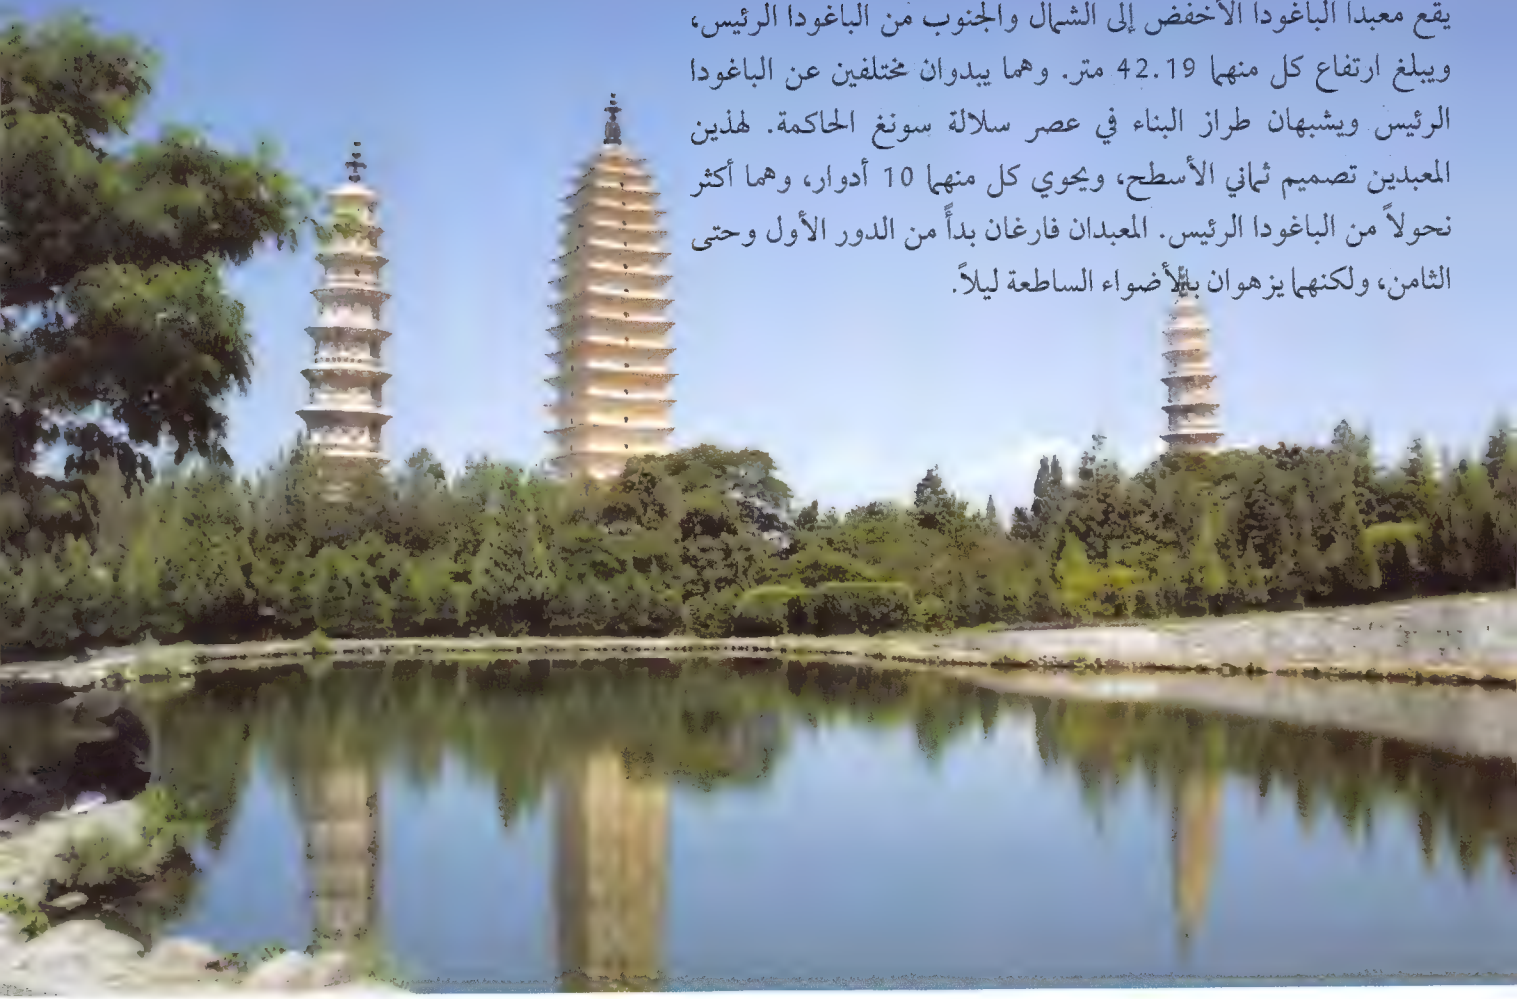 يقع معبدا الباغودا الأخفض إلى الشمال والجنوب من الباغودا الرئيس،
ويبلغ ارتفاع كل منهما 42.19 متر. وهما يبدوان مختلفين عن الباغودا
الرئيس ويشبهان طراز البناء في عصر سلالة سونغ الحاكمة. لهذين
المعبدين تصميم ثماني الأسطح، ويحوي كل منهما 10 أدوار، وهما أكثر
نحولاً من الباغودا الرئيس. المعبدان فارغان بدأً من الدور الأول وحتى
الثامن، ولكنهما يزهوان بالأضواء الساطعة ليلاً.